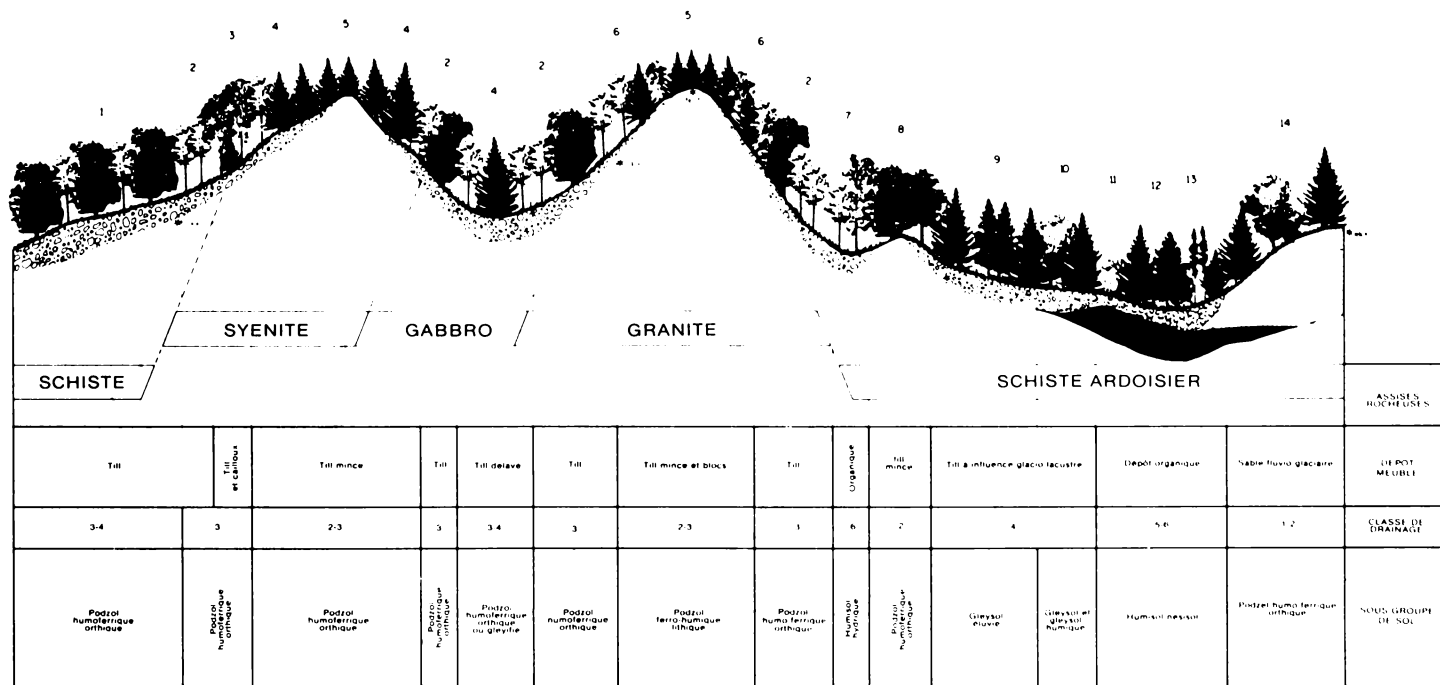 1
2
3
4
5
4
2
4
2
6
5
6
2
7
8
9
10
11
12
13
14
SYENITE
GABBRO
GRANITE
SCHISTE
SCHISTE ARDOISIER
ASSISES
ROCHEUSES
Till
Till
et cailloux
Till mince
Till
Till délavé
Till
Till mince et blocs
Till
Organique
Till
mince
Till à influence glacio lacustre
Dépôt organique
Sable fluvio glaciaire
DÉPÔT
MEUBLE
3-4
3
2-3
3
3-4
3
2-3
3
6
2
4
5-6
1-2
CLASSE DE
DRAINAGE
Podzol
humoferrique
orthique
Podzol
humoferrique
orthique
Podzol
humoferrique
orthique
Podzol
humoferrique
orthique
Podzol
humoferrique
orthique
ou gleyifié
Podzol
humoferrique
orthique
Podzol
ferro-humique
lithique
Podzol
humo ferrique
orthique
Humisol
hydrique
Podzol
humoferrique
orthique
Gleysol
éluvié
Gleysol et
gleysol
humique
Humisol mésisol
Podzol humo ferrique
orthique
SOUS GROUPE
DE SOL